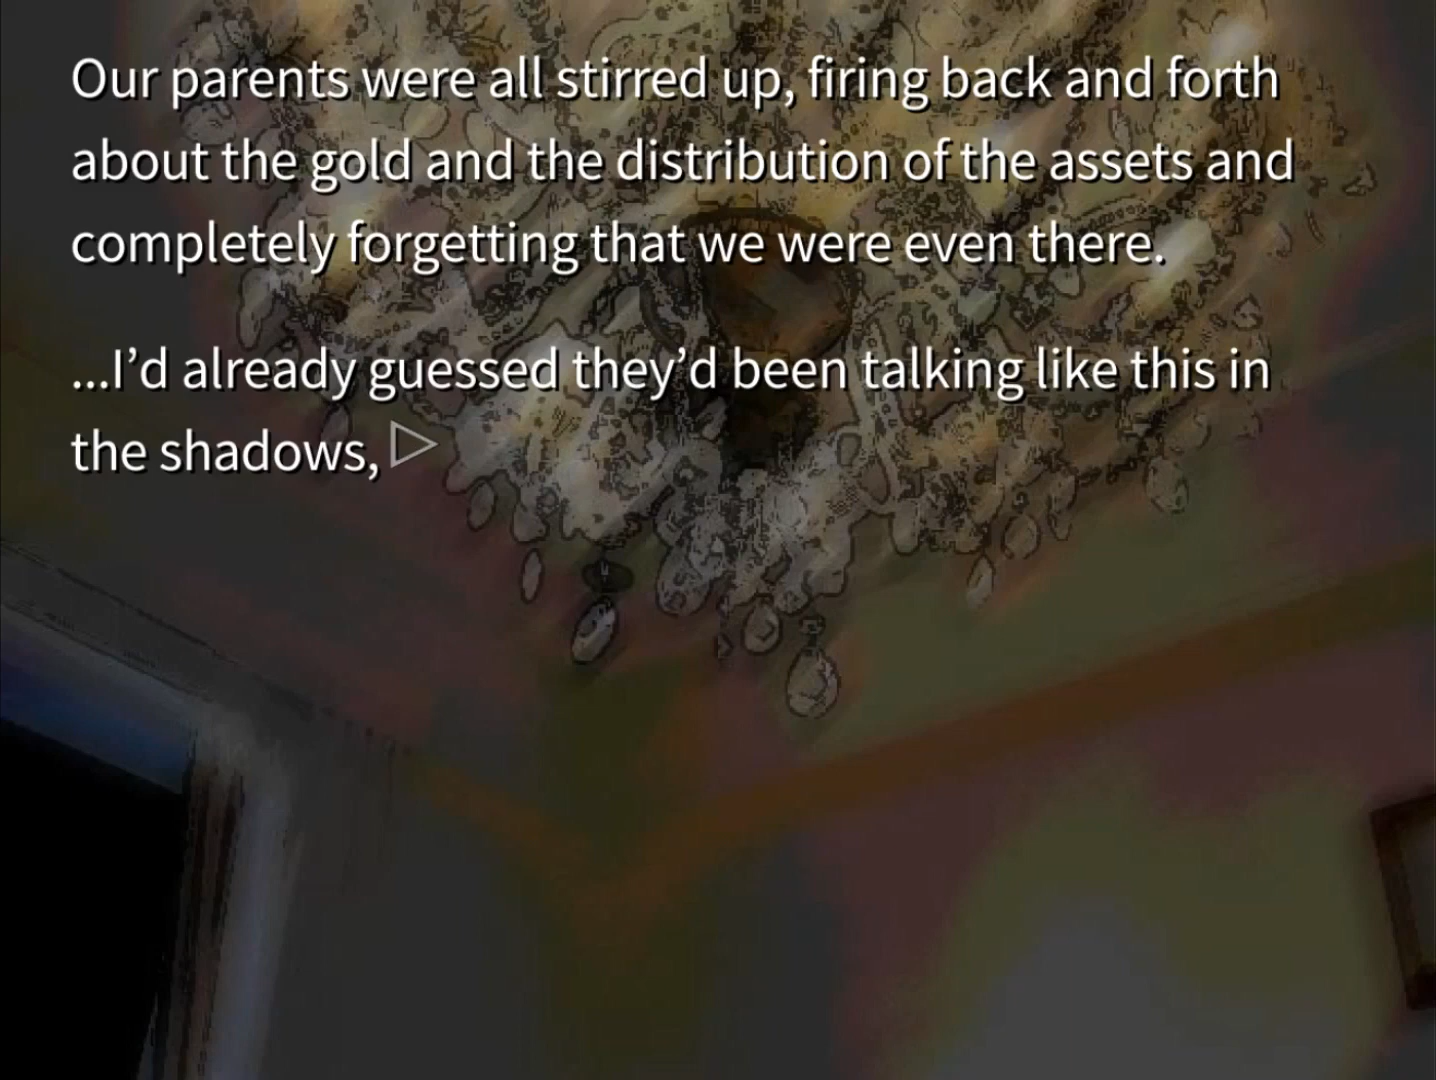 Our parents were all stirred up, firing back and forth
about the gold and the distribution of the assets and
completely forgetting that we were even there.
...I’d already guessed they’d been talking like this in
the shadows,